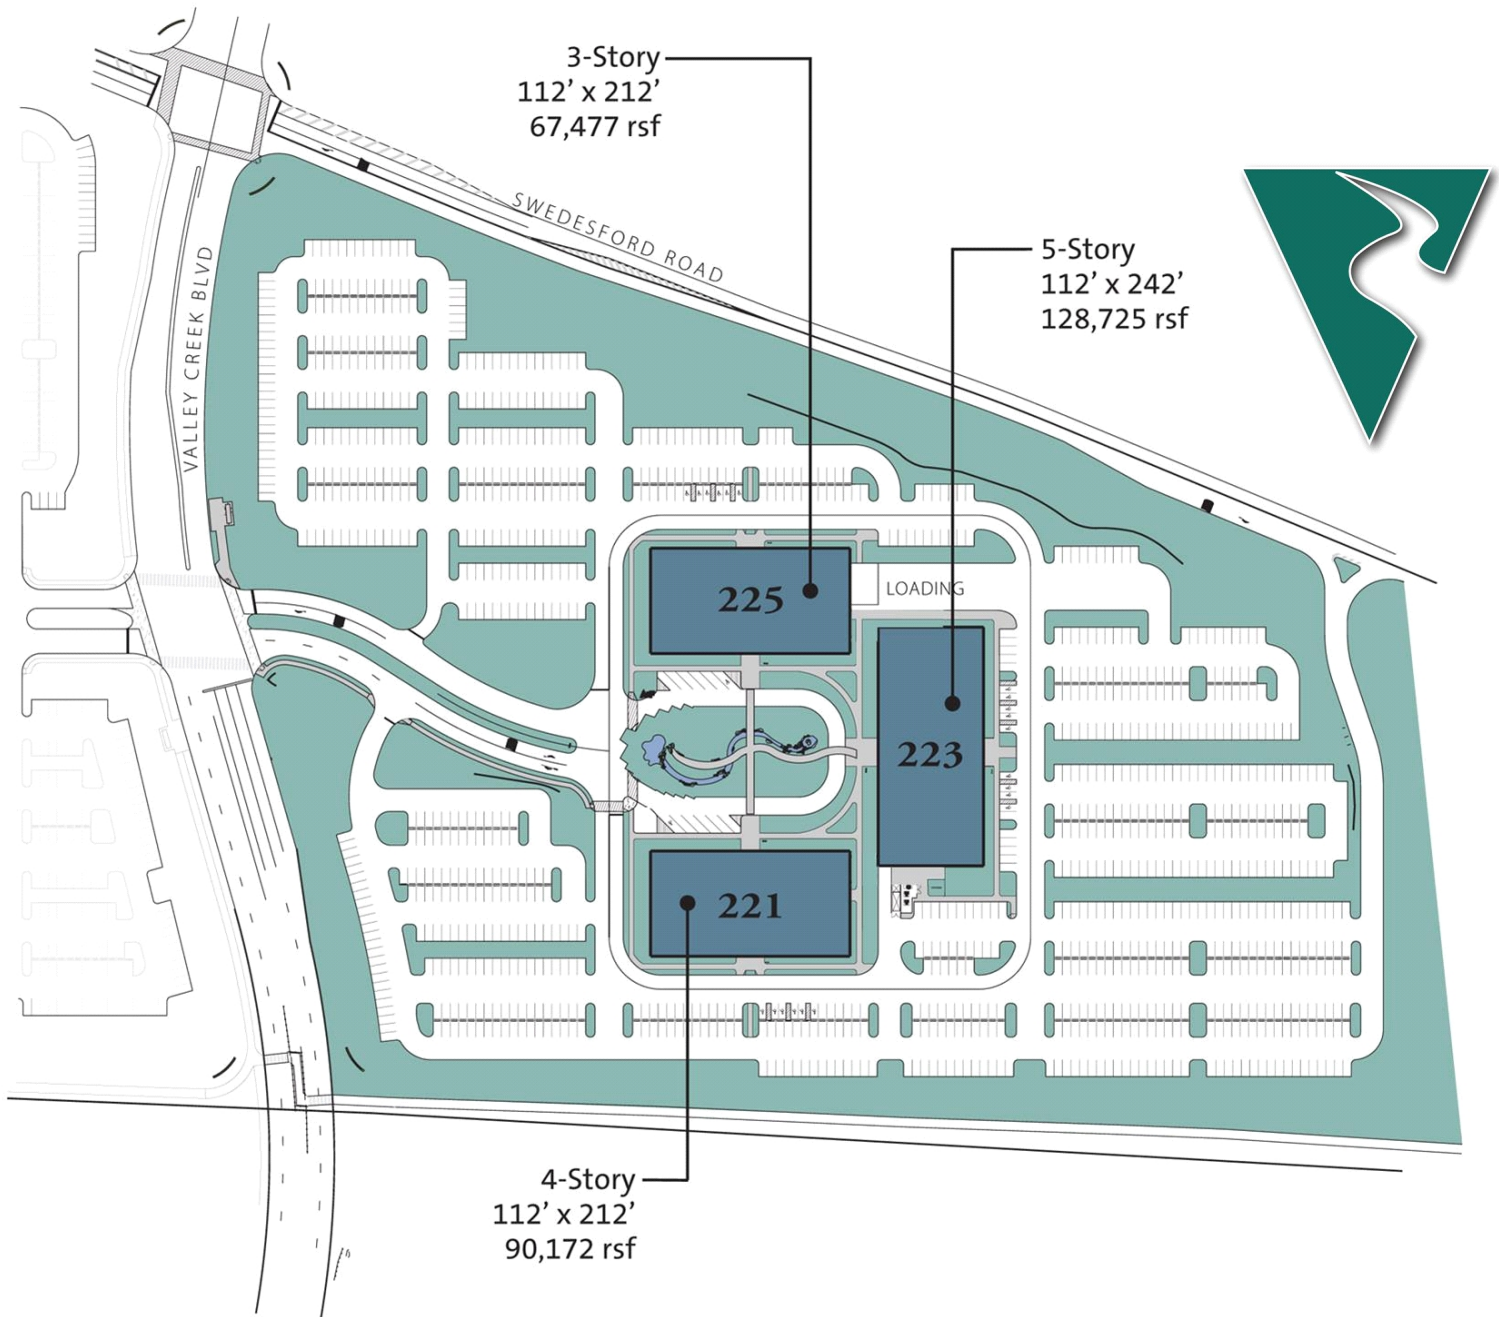 3-Story
112’ x 212’
67,477 rsf
SWEDESFORD ROAD
5-Story
112’ x 242’
128,725 rsf
VALLEY CREEK BLVD
225
LOADING
223
221
4-Story
112’ x 212’
90,172 rsf